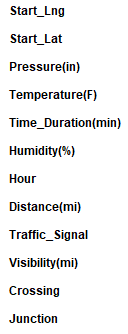 Start_Lng
Start_Lat
Pressure(in)
Temperature(F)
Time_Duration(min)
Humidity(%)
Hour
Distance(mi)
Traffic_Signal
Visibility(mi)
Crossing
Junction